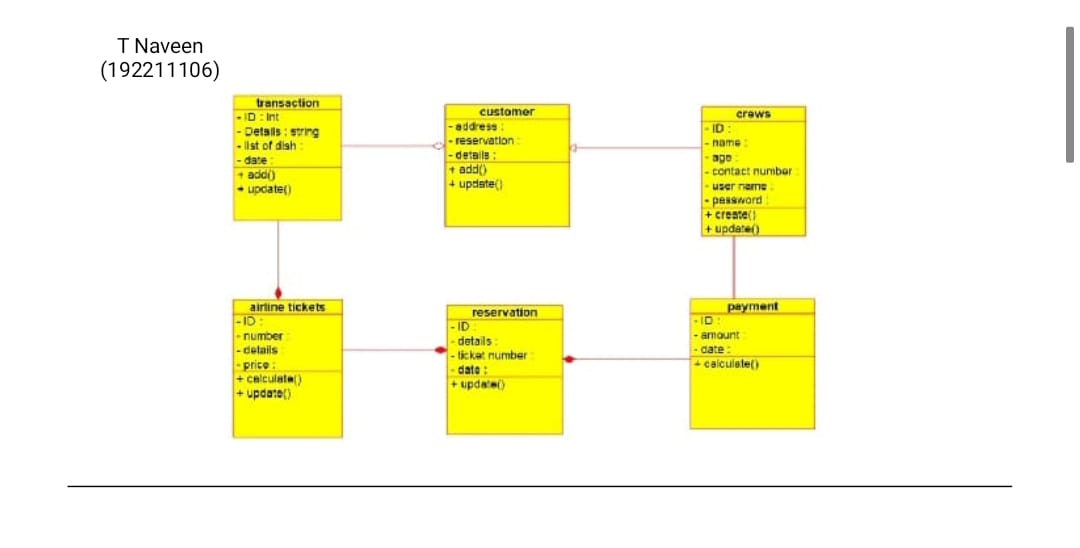 T Naveen
(192211106)
transaction
- ID : Int
- Details : string
- list of dish :
- date :
+ add()
+ update()
customer
- address :
- reservation :
- details :
+ add()
+ update()
crews
- ID :
- name :
- age :
- contact number :
- user name :
- password :
+ create()
+ update()
airline tickets
- ID :
- number :
- details :
- price :
+ calculate()
+ update()
reservation
- ID :
- details :
- ticket number :
- date :
+ update()
payment
- ID :
- amount :
- date :
+ calculate()